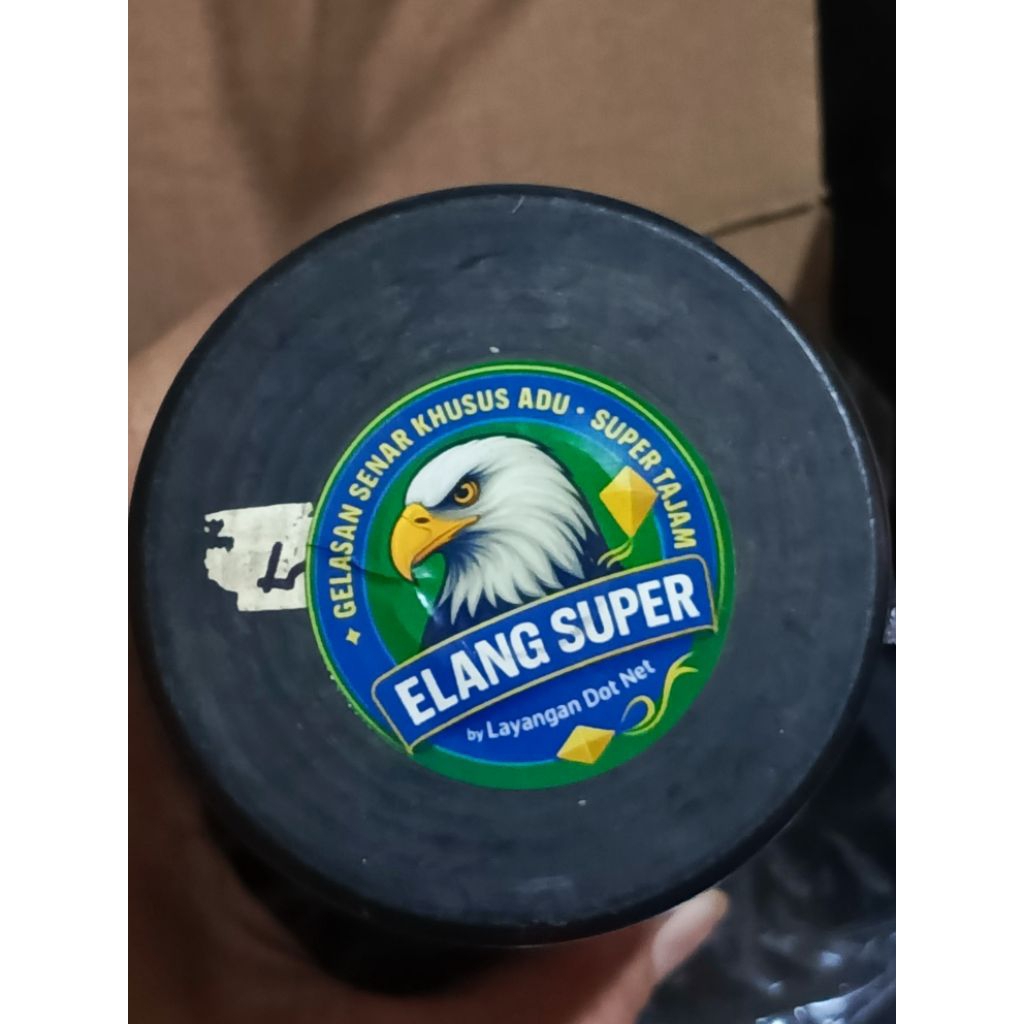 GELASAN SENAR KHUSUS ADU • SUPER TAJAM
ELANG SUPER
by Layangan Dot Net